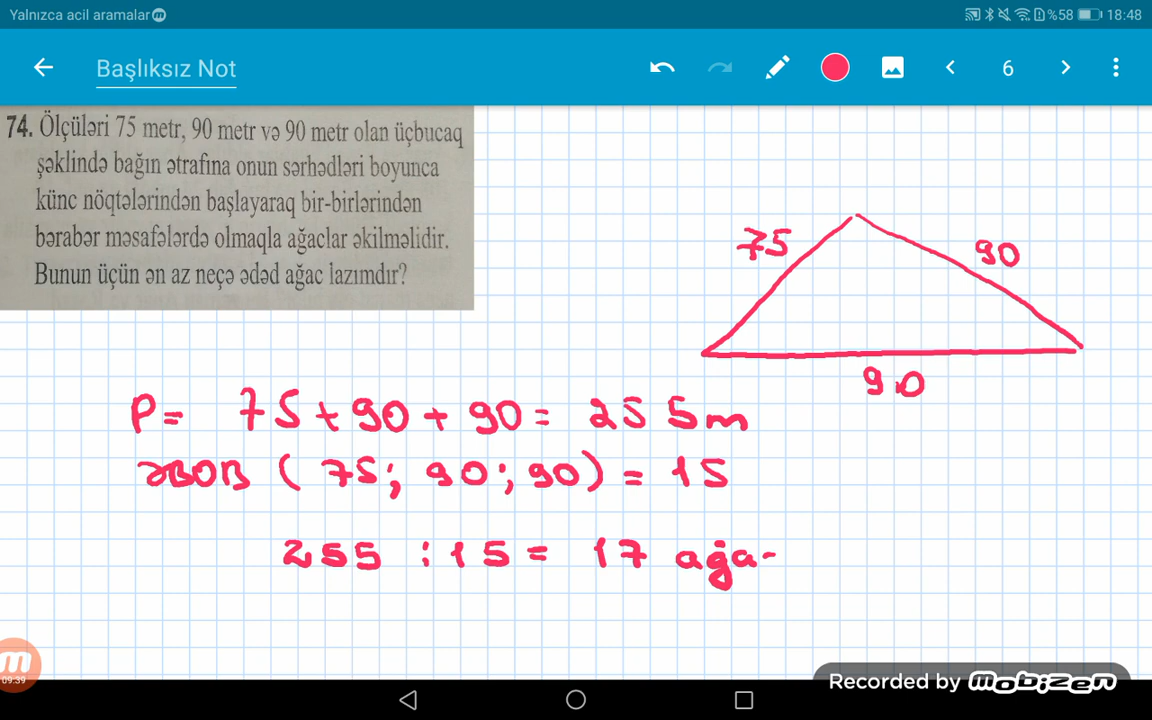 Yalnızca acil aramalar %58 18:48
Başlıksız Not 6
74. Ölçüləri 75 metr, 90 metr və 90 metr olan üçbucaq
şəklində bağın ətrafına onun sərhədləri boyunca
künc nöqtələrindən başlayaraq bir-birlərindən
bərabər məsafələrdə olmaqla ağaclar əkilməlidir.
Bunun üçün ən az neçə ədəd ağac lazımdır?
75
90
90
P= 75+90+90= 255m
ƏBOB (75; 90; 90) = 15
255 :15= 17 ağa
09:39
Recorded by mobizen